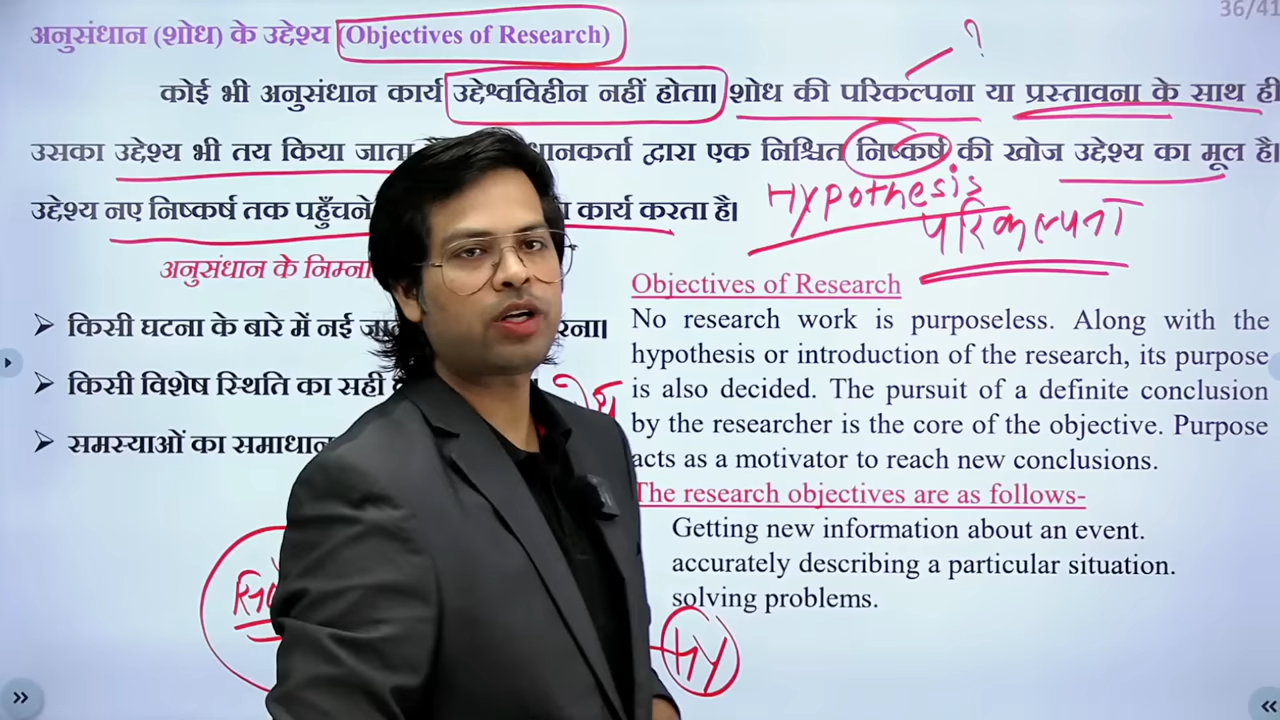 36/41
अनुसंधान (शोध) के उद्देश्य (Objectives of Research)
?
कोई भी अनुसंधान कार्य उद्देश्वविहीन नहीं होता। शोध की परिकल्पना या प्रस्तावना के साथ ही
उसका उद्देश्य भी तय किया जाता धानकर्ता द्वारा एक निश्चित निष्कर्ष की खोज उद्देश्य का मूल है।
उद्देश्य नए निष्कर्ष तक पहुँचने कार्य करता है।
Hypothesis
परिकल्पना
अनुसंधान के निम्न
किसी घटना के बारे में नई
किसी विशेष स्थिति का सही
समस्याओं का समाधान
Objectives of Research
No research work is purposeless. Along with the
hypothesis or introduction of the research, its purpose
is also decided. The pursuit of a definite conclusion
by the researcher is the core of the objective. Purpose
acts as a motivator to reach new conclusions.
The research objectives are as follows-
Getting new information about an event.
accurately describing a particular situation.
solving problems.
Hy